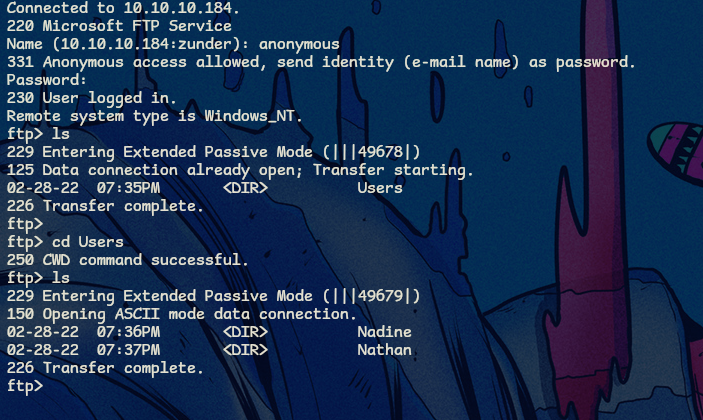 Connected to 10.10.10.184.
220 Microsoft FTP Service
Name (10.10.10.184:zunder): anonymous
331 Anonymous access allowed, send identity (e-mail name) as password.
Password:
230 User logged in.
Remote system type is Windows_NT.
ftp> ls
229 Entering Extended Passive Mode (|||49678|)
125 Data connection already open; Transfer starting.
02-28-22  07:35PM       <DIR>          Users
226 Transfer complete.
ftp>
ftp> cd Users
250 CWD command successful.
ftp> ls
229 Entering Extended Passive Mode (|||49679|)
150 Opening ASCII mode data connection.
02-28-22  07:36PM       <DIR>          Nadine
02-28-22  07:37PM       <DIR>          Nathan
226 Transfer complete.
ftp>